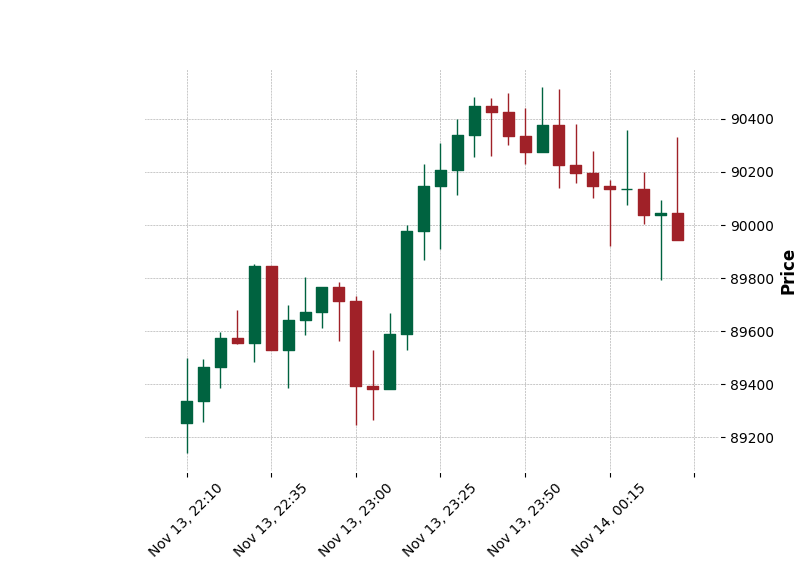 90400
90200
90000
89800
89600
89400
89200
Price
Nov 13, 22:10
Nov 13, 22:35
Nov 13, 23:00
Nov 13, 23:25
Nov 13, 23:50
Nov 14, 00:15